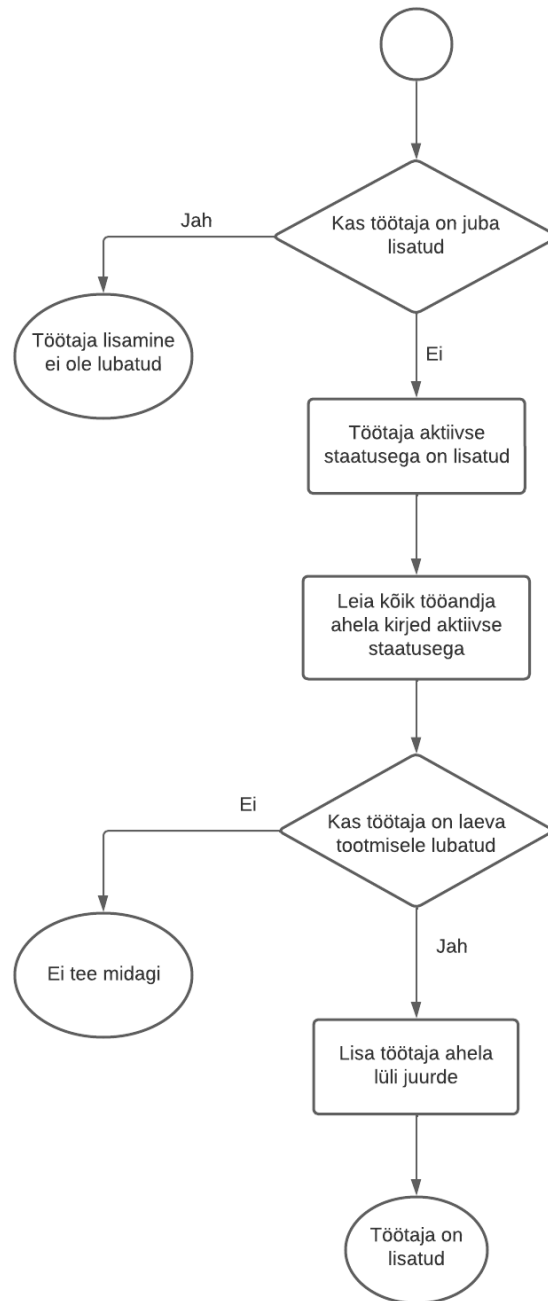 Kas töötaja on juba
lisatud
Jah
Töötaja lisamine
ei ole lubatud
Ei
Töötaja aktiivse
staatusega on lisatud
Leia kõik tööandja
ahela kirjed aktiivse
staatusega
Kas töötaja on laeva
tootmisele lubatud
Ei
Ei tee midagi
Jah
Lisa töötaja ahela
lüli juurde
Töötaja on
lisatud